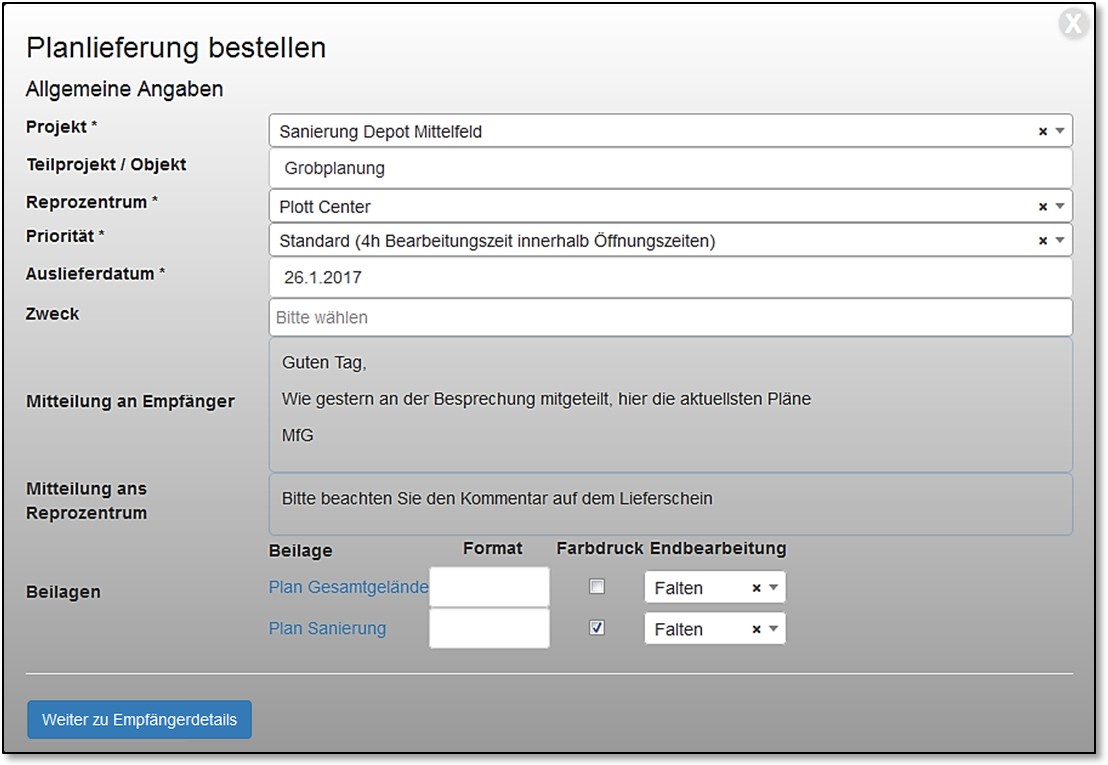 X
Planlieferung bestellen
Allgemeine Angaben
Projekt * Sanierung Depot Mittelfeld ×
Teilprojekt / Objekt Grobplanung
Reprozentrum * Plott Center ×
Priorität * Standard (4h Bearbeitungszeit innerhalb Öffnungszeiten) ×
Auslieferdatum * 26.1.2017
Zweck Bitte wählen
Mitteilung an Empfänger
Guten Tag,
Wie gestern an der Besprechung mitgeteilt, hier die aktuellsten Pläne
MfG
Mitteilung ans
Reprozentrum
Bitte beachten Sie den Kommentar auf dem Lieferschein
Beilagen
Beilage Format Farbdruck Endbearbeitung
Plan Gesamtgelände Falten ×
Plan Sanierung Falten ×
Weiter zu Empfängerdetails